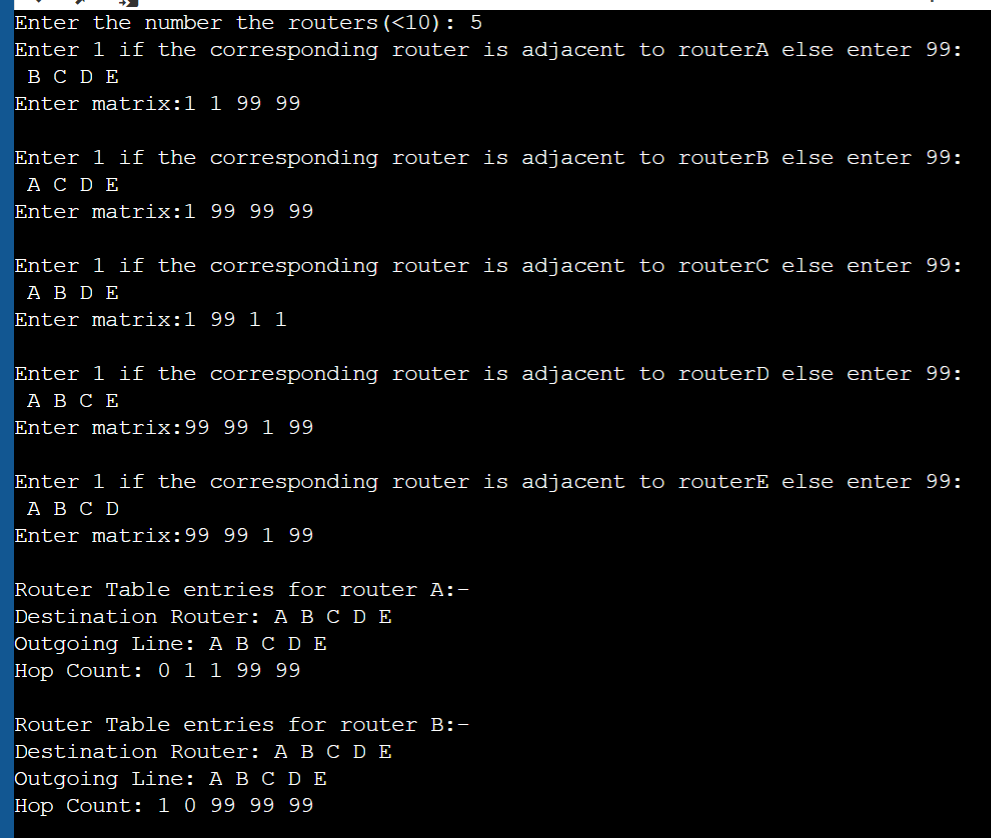 Enter the number the routers(<10): 5
Enter 1 if the corresponding router is adjacent to routerA else enter 99:
B C D E
Enter matrix:1 1 99 99
Enter 1 if the corresponding router is adjacent to routerB else enter 99:
A C D E
Enter matrix:1 99 99 99
Enter 1 if the corresponding router is adjacent to routerC else enter 99:
A B D E
Enter matrix:1 99 1 1
Enter 1 if the corresponding router is adjacent to routerD else enter 99:
A B C E
Enter matrix:99 99 1 99
Enter 1 if the corresponding router is adjacent to routerE else enter 99:
A B C D
Enter matrix:99 99 1 99
Router Table entries for router A:-
Destination Router: A B C D E
Outgoing Line: A B C D E
Hop Count: 0 1 1 99 99
Router Table entries for router B:-
Destination Router: A B C D E
Outgoing Line: A B C D E
Hop Count: 1 0 99 99 99